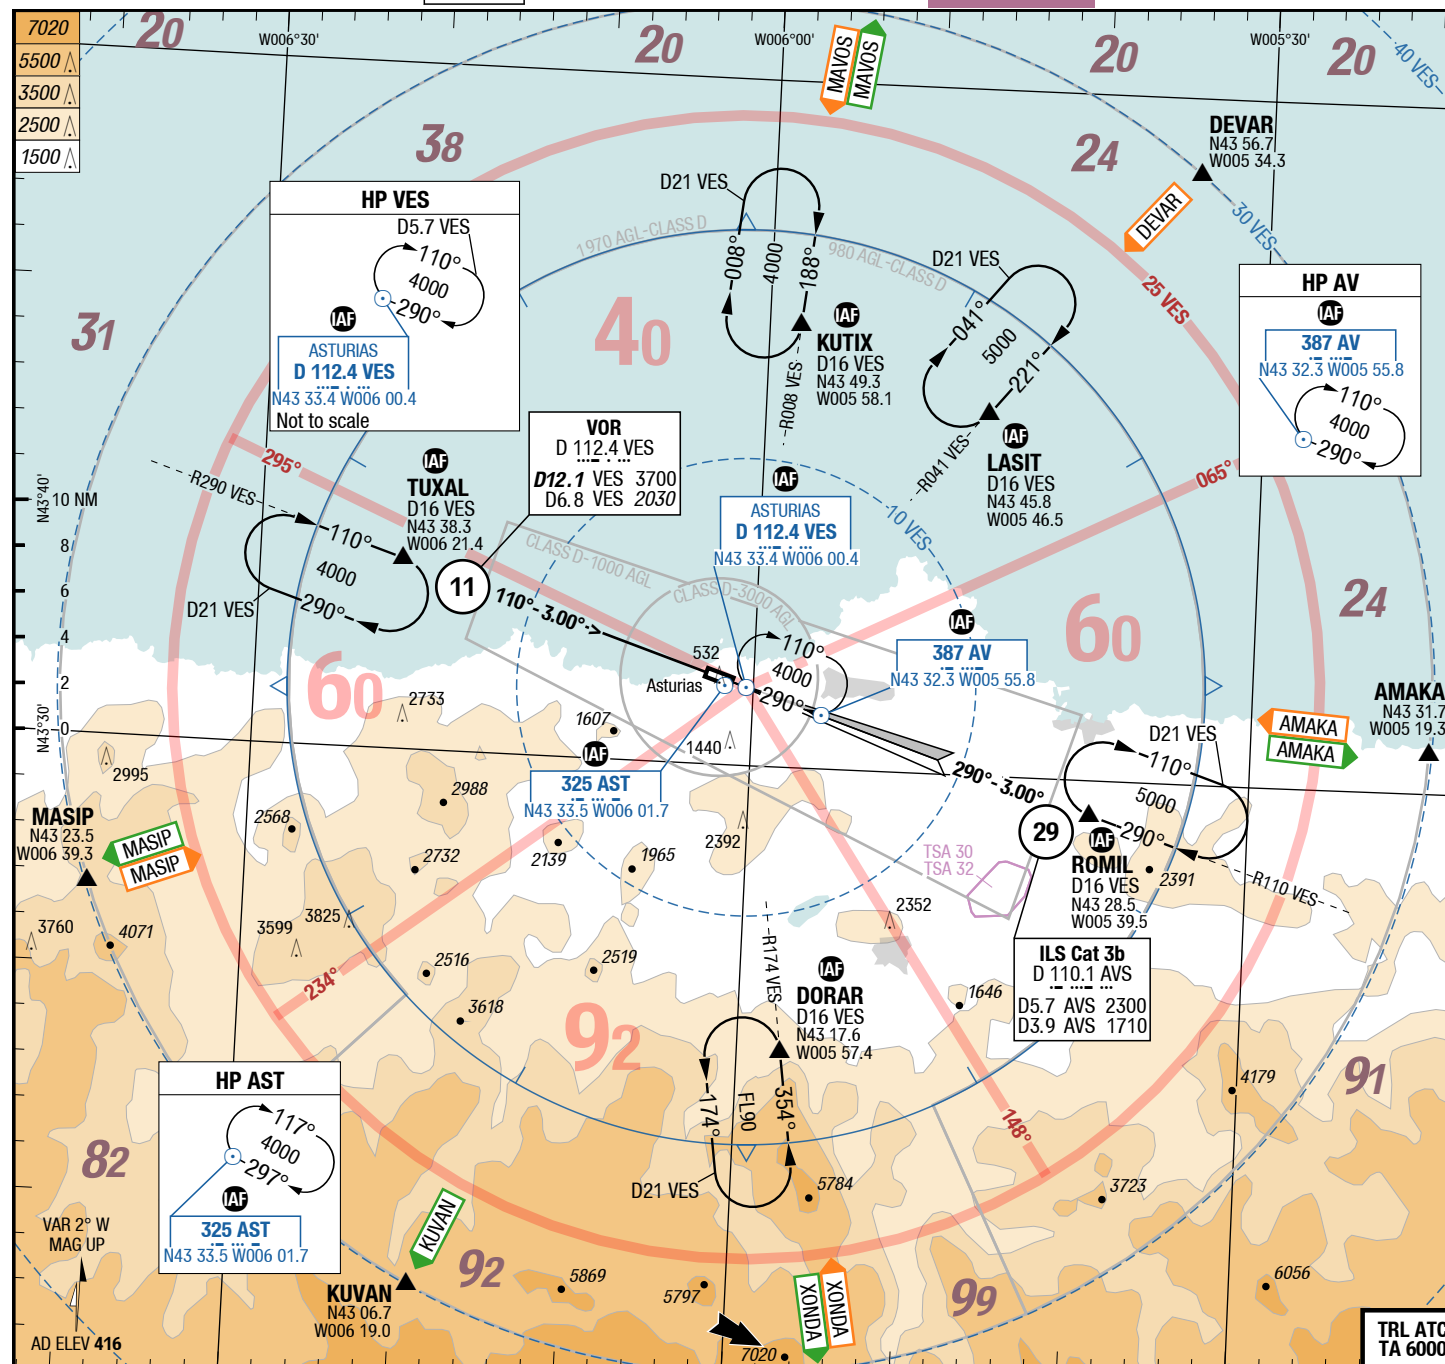 7020
5500
3500
2500
1500
20
W006°30'
20
W006°00'
MAVOS
MAVOS
20
W005°30'
20
40 VES
38
24
DEVAR
N43 56.7
W005 34.3
DEVAR
30 VES
25 VES
HP VES
D5.7 VES
110°
4000
290°
IAF
ASTURIAS
D 112.4 VES
N43 33.4 W006 00.4
Not to scale
D21 VES
1970 AGL-CLASS D
980 AGL-CLASS D
008°
4000
188°
IAF
KUTIX
D16 VES
N43 49.3
W005 58.1
R008 VES
D21 VES
041°
5000
221°
IAF
LASIT
D16 VES
N43 45.8
W005 46.5
R041 VES
HP AV
IAF
387 AV
N43 32.3 W005 55.8
110°
4000
290°
31
40
295°
065°
N43°40'
10 NM
8
6
4
2
0
N43°30'
R290 VES
IAF
TUXAL
D16 VES
N43 38.3
W006 21.4
110°
4000
290°
D21 VES
VOR
D 112.4 VES
D12.1 VES 3700
D6.8 VES 2030
11
110°- 3.00°->
CLASS D-1000 AGL
CLASS D-3000 AGL
IAF
ASTURIAS
D 112.4 VES
N43 33.4 W006 00.4
10 VES
24
60
60
532
Asturias
110°
4000
290°
IAF
387 AV
N43 32.3 W005 55.8
2733
1607
1440
IAF
325 AST
N43 33.5 W006 01.7
290°- 3.00°
29
AMAKA
N43 31.7
W005 19.3
AMAKA
AMAKA
D21 VES
110°
5000
290°
IAF
ROMIL
D16 VES
N43 28.5
W005 39.5
R110 VES
2391
TSA 30
TSA 32
2995
2988
2568
2732
2139
1965
2392
2352
MASIP
N43 23.5
W006 39.3
MASIP
MASIP
3760
4071
3599
3825
2516
2519
3618
234°
R174 VES
IAF
DORAR
D16 VES
N43 17.6
W005 57.4
174°
FL90
354°
D21 VES
1646
ILS Cat 3b
D 110.1 AVS
D5.7 AVS 2300
D3.9 AVS 1710
92
4179
91
148°
HP AST
117°
4000
297°
IAF
325 AST
N43 33.5 W006 01.7
82
VAR 2° W
MAG UP
AD ELEV 416
KUVAN
KUVAN
N43 06.7
W006 19.0
92
5784
5869
5797
7020
XONDA
XONDA
3723
6056
99
TRL ATC
TA 6000